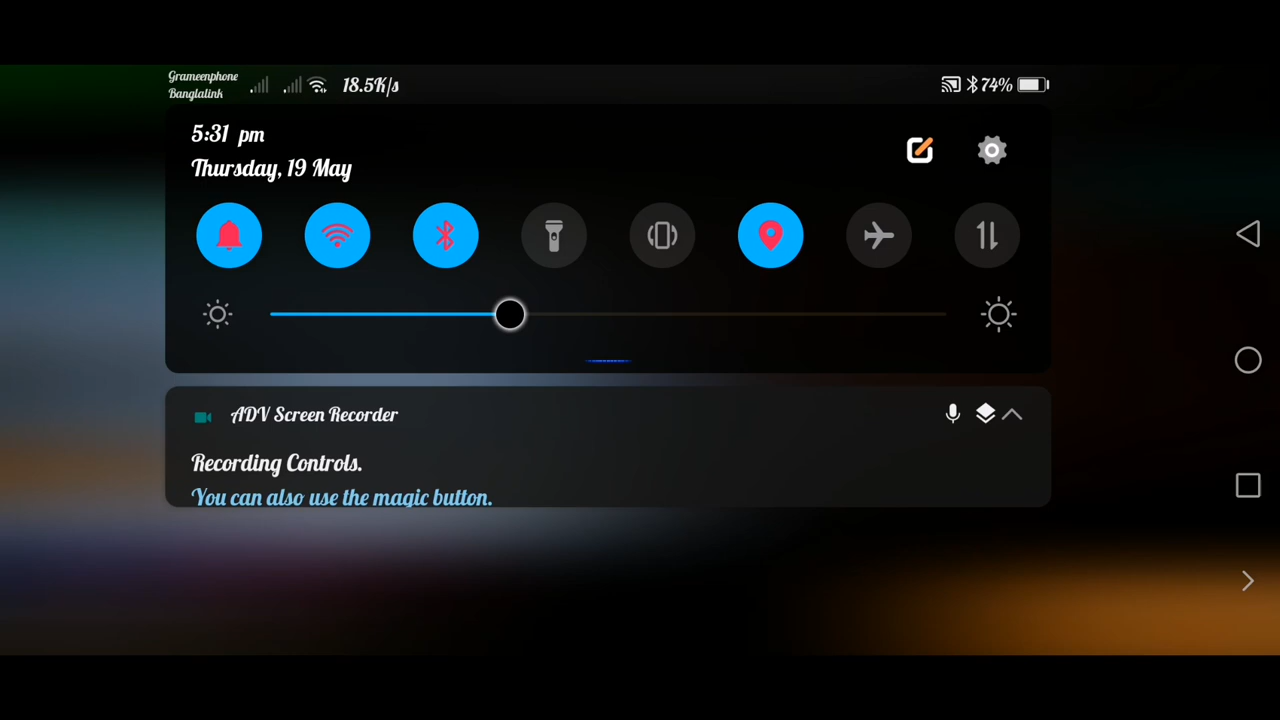 Grameenphone
Banglalink
18.5K/s
74%
5:31 pm
Thursday, 19 May
ADV Screen Recorder
Recording Controls.
You can also use the magic button.